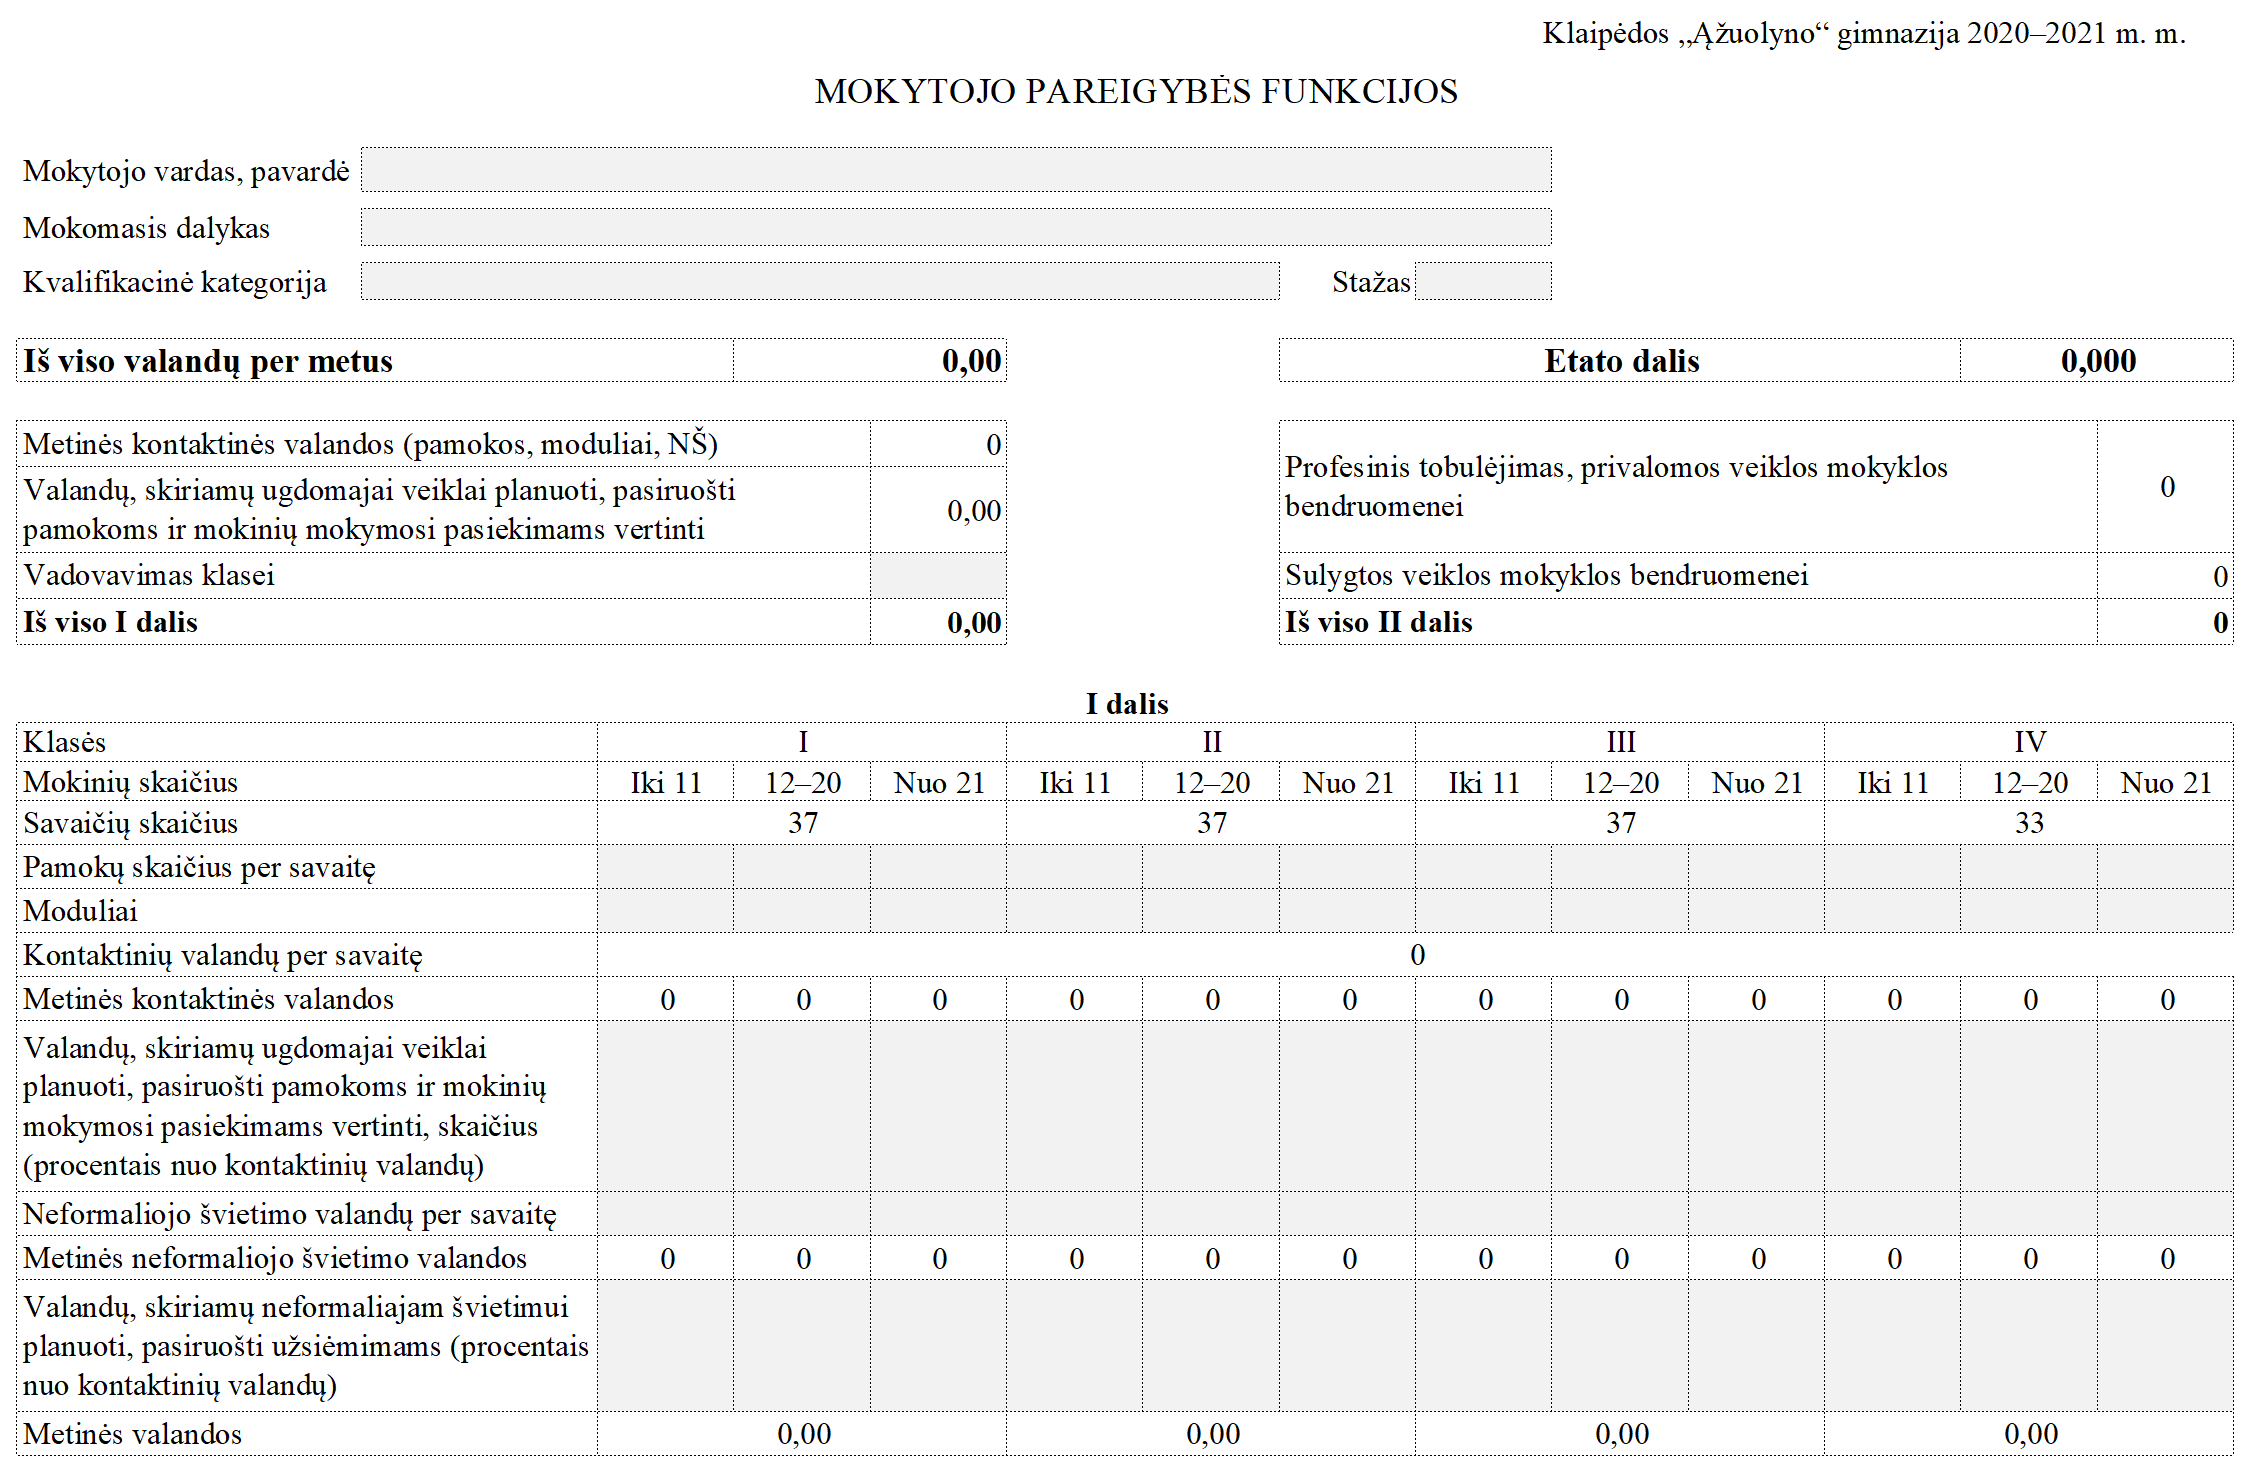 Klaipėdos „Ąžuolyno“ gimnazija 2020–2021 m. m.
MOKYTOJO PAREIGYBĖS FUNKCIJOS
Mokytojo vardas, pavardė
Mokomasis dalykas
Kvalifikacinė kategorija Stažas
Iš viso valandų per metus 0,00 Etato dalis 0,000
Metinės kontaktinės valandos (pamokos, moduliai, NŠ) 0
Valandų, skiriamų ugdomajai veiklai planuoti, pasiruošti
pamokoms ir mokinių mokymosi pasiekimams vertinti 0,00
Vadovavimas klasei
Iš viso I dalis 0,00
Profesinis tobulėjimas, privalomos veiklos mokyklos
bendruomenei 0
Sulygtos veiklos mokyklos bendruomenei 0
Iš viso II dalis 0
I dalis
Klasės I II III IV
Mokinių skaičius Iki 11 12–20 Nuo 21 Iki 11 12–20 Nuo 21 Iki 11 12–20 Nuo 21 Iki 11 12–20 Nuo 21
Savaičių skaičius 37 37 37 33
Pamokų skaičius per savaitę
Moduliai
Kontaktinių valandų per savaitę 0
Metinės kontaktinės valandos 0 0 0 0 0 0 0 0 0 0 0 0
Valandų, skiriamų ugdomajai veiklai
planuoti, pasiruošti pamokoms ir mokinių
mokymosi pasiekimams vertinti, skaičius
(procentais nuo kontaktinių valandų)
Neformaliojo švietimo valandų per savaitę
Metinės neformaliojo švietimo valandos 0 0 0 0 0 0 0 0 0 0 0 0
Valandų, skiriamų neformaliajam švietimui
planuoti, pasiruošti užsiėmimams (procentais
nuo kontaktinių valandų)
Metinės valandos 0,00 0,00 0,00 0,00